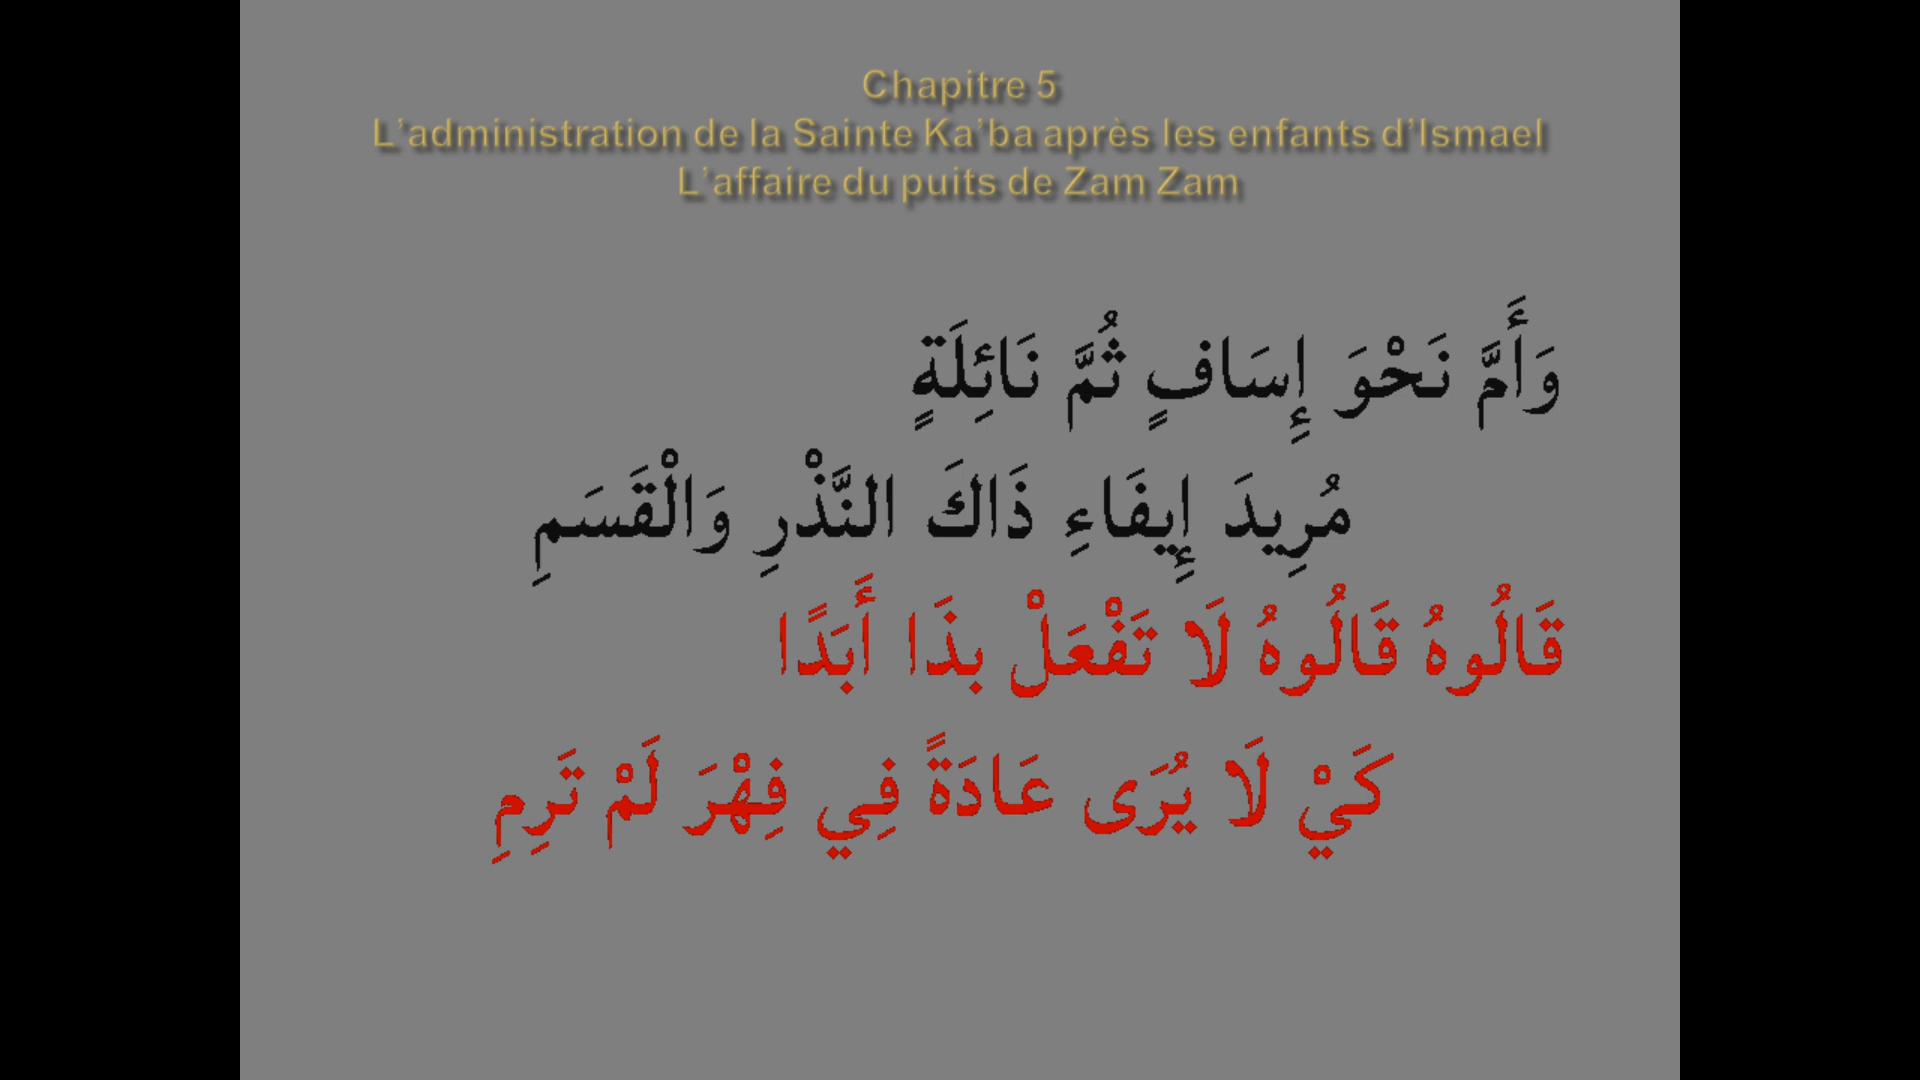 Chapitre 5
L’administration de la Sainte Ka’ba après les enfants d’Ismael
L’affaire du puits de Zam Zam
وَأَمَّ نَحْوَ إِسَافٍ ثُمَّ نَائِلَةٍ
مُرِيدَ إِيفَاءِ ذَاكَ النَّذْرِ وَالْقَسَمِ
قَالُوهُ قَالُوهُ لَا تَفْعَلْ بذَا أَبَدًا
كَيْ لَا يُرَى عَادَةً فِي فِهْرَ لَمْ تَرِمِ